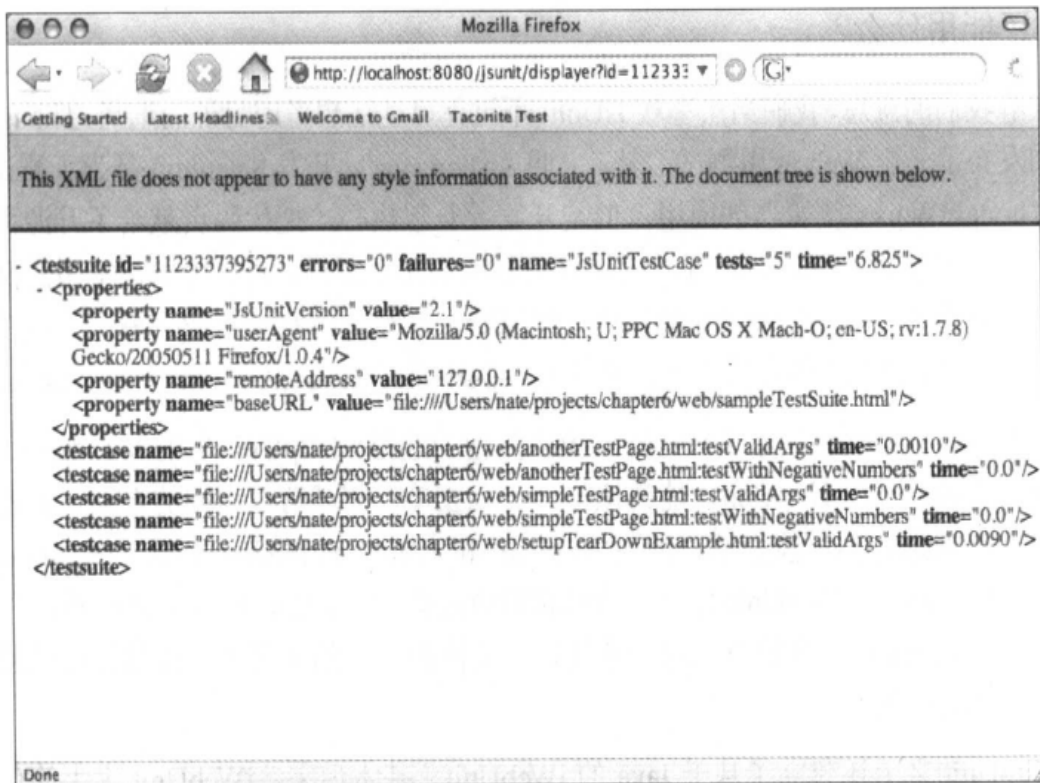 Mozilla Firefox
http://localhost:8080/jsunit/displayer?id=112333
G
Getting Started Latest Headlines Welcome to Gmail Taconite Test
This XML file does not appear to have any style information associated with it. The document tree is shown below.
- <testsuite id="1123337395273" errors="0" failures="0" name="JsUnitTestCase" tests="5" time="6.825">
- <properties>
<property name="JsUnitVersion" value="2.1"/>
<property name="userAgent" value="Mozilla/5.0 (Macintosh; U; PPC Mac OS X Mach-O; en-US; rv:1.7.8)
Gecko/20050511 Firefox/1.0.4"/>
<property name="remoteAddress" value="127.0.0.1"/>
<property name="baseURL" value="file:////Users/nate/projects/chapter6/web/sampleTestSuite.html"/>
</properties>
<testcase name="file:///Users/nate/projects/chapter6/web/anotherTestPage.html:testValidArgs" time="0.0010"/>
<testcase name="file:///Users/nate/projects/chapter6/web/anotherTestPage.html:testWithNegativeNumbers" time="0.0"/>
<testcase name="file:///Users/nate/projects/chapter6/web/simpleTestPage.html:testValidArgs" time="0.0"/>
<testcase name="file:///Users/nate/projects/chapter6/web/simpleTestPage.html:testWithNegativeNumbers" time="0.0"/>
<testcase name="file:///Users/nate/projects/chapter6/web/setupTearDownExample.html:testValidArgs" time="0.0090"/>
</testsuite>
Done